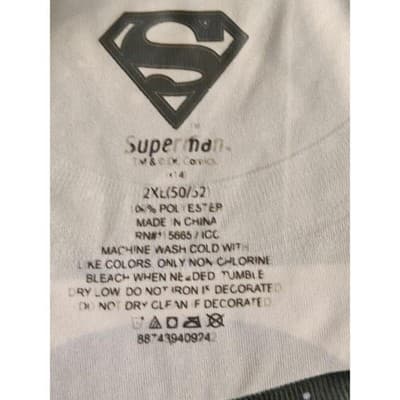 S
Superman
TM & © DC Comics
2XL(50/52)
100% POLYESTER
MADE IN CHINA
RN#115665 / ICC
MACHINE WASH COLD WITH
LIKE COLORS. ONLY NON CHLORINE
BLEACH WHEN NEEDED. TUMBLE
DRY LOW. DO NOT IRON IF DECORATED.
DO NOT DRY CLEAN IF DECORATED.
887439409242